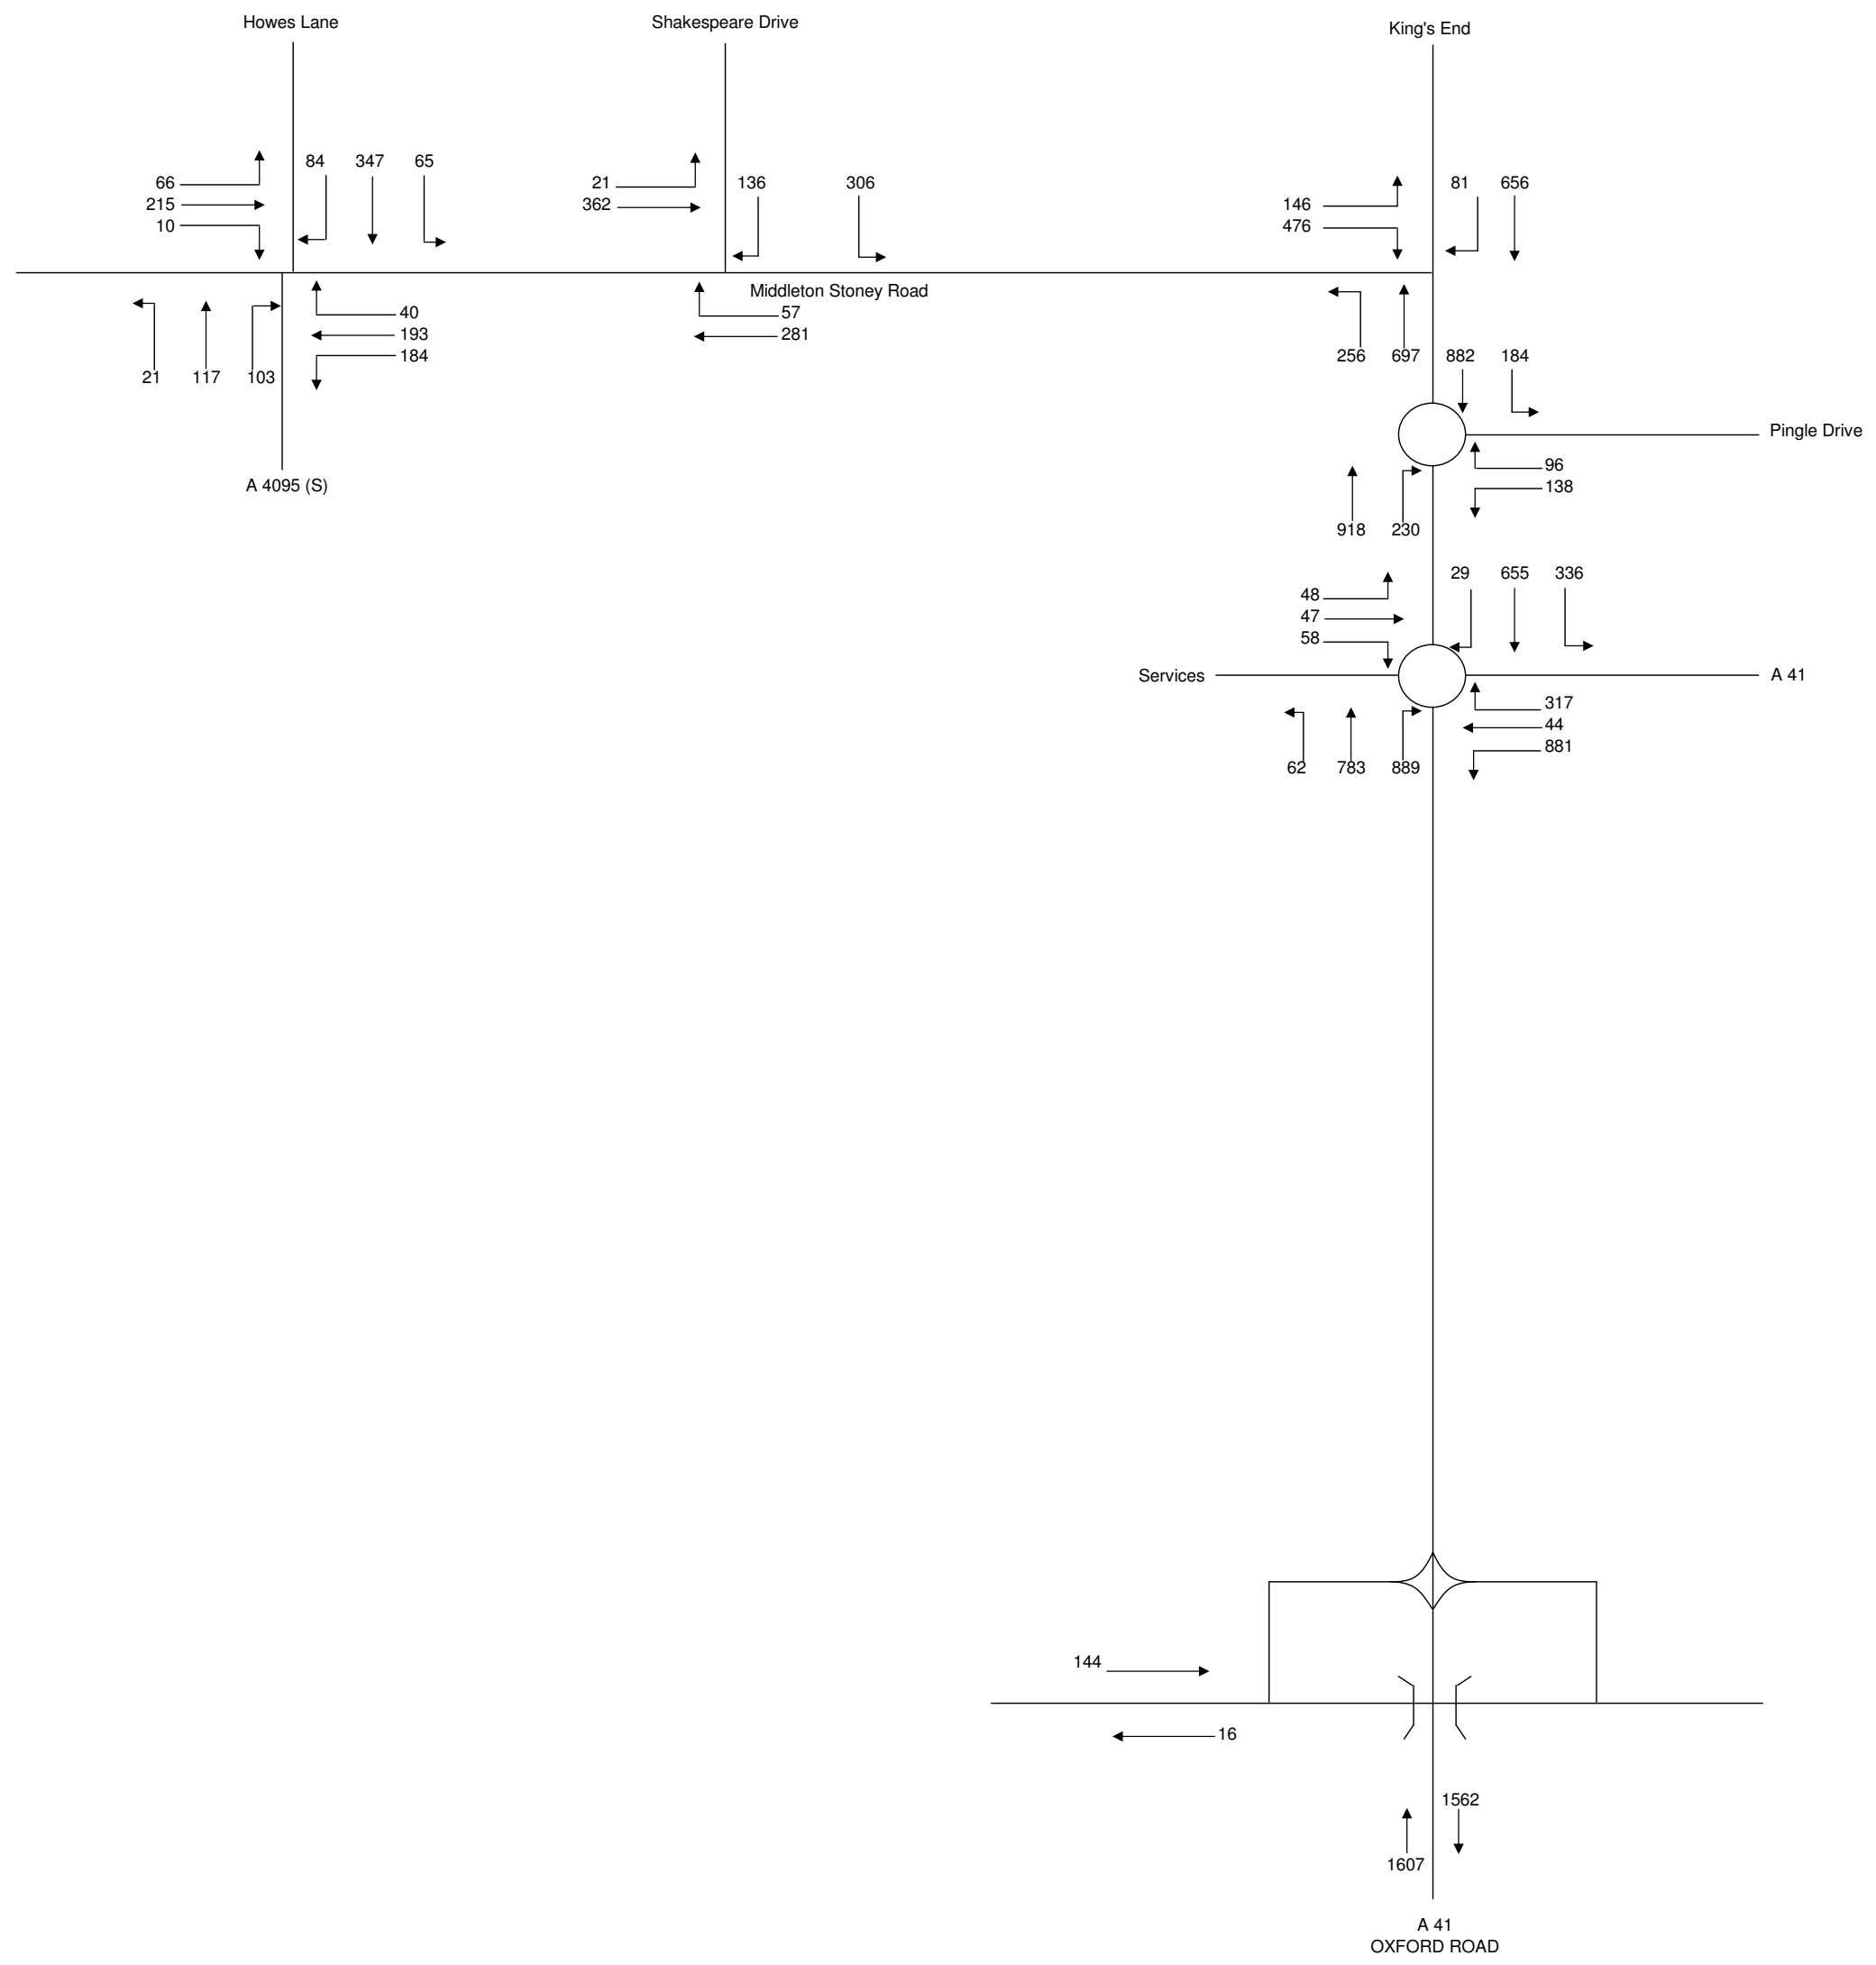 Howes Lane
Shakespeare Drive
King's End
84 347 65
66
215
10
21
362
136
306
146
476
81 656
Middleton Stoney Road
40
193
184
57
281
21 117 103
256 697 882 184
Pingle Drive
96
138
A 4095 (S)
918 230
29 655 336
48
47
58
Services
A 41
317
44
881
62 783 889
144
16
1562
1607
A 41
OXFORD ROAD